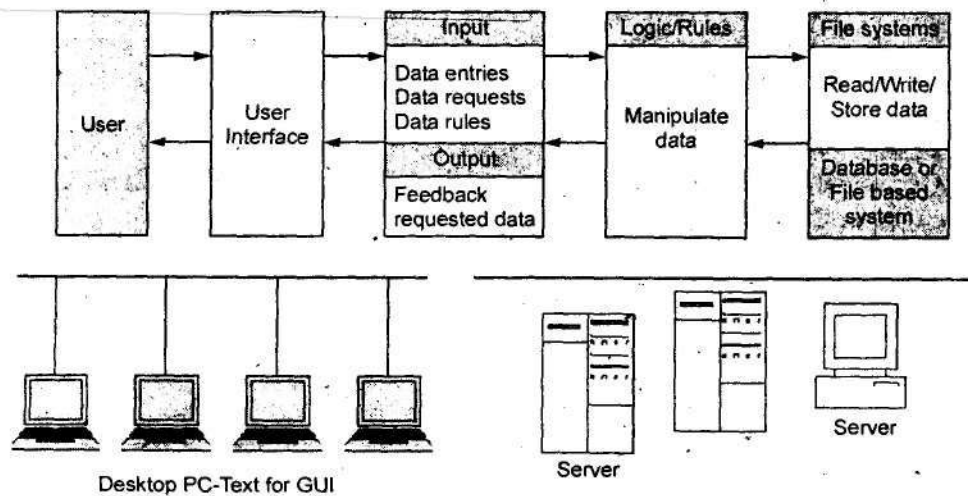 User
User
Interface
Input
Data entries
Data requests
Data rules
Output
Feedback
requested data
Logic/Rules
Manipulate
data
File systems
Read/Write/
Store data
Database or
File based
system
Desktop PC-Text for GUI
Server
Server